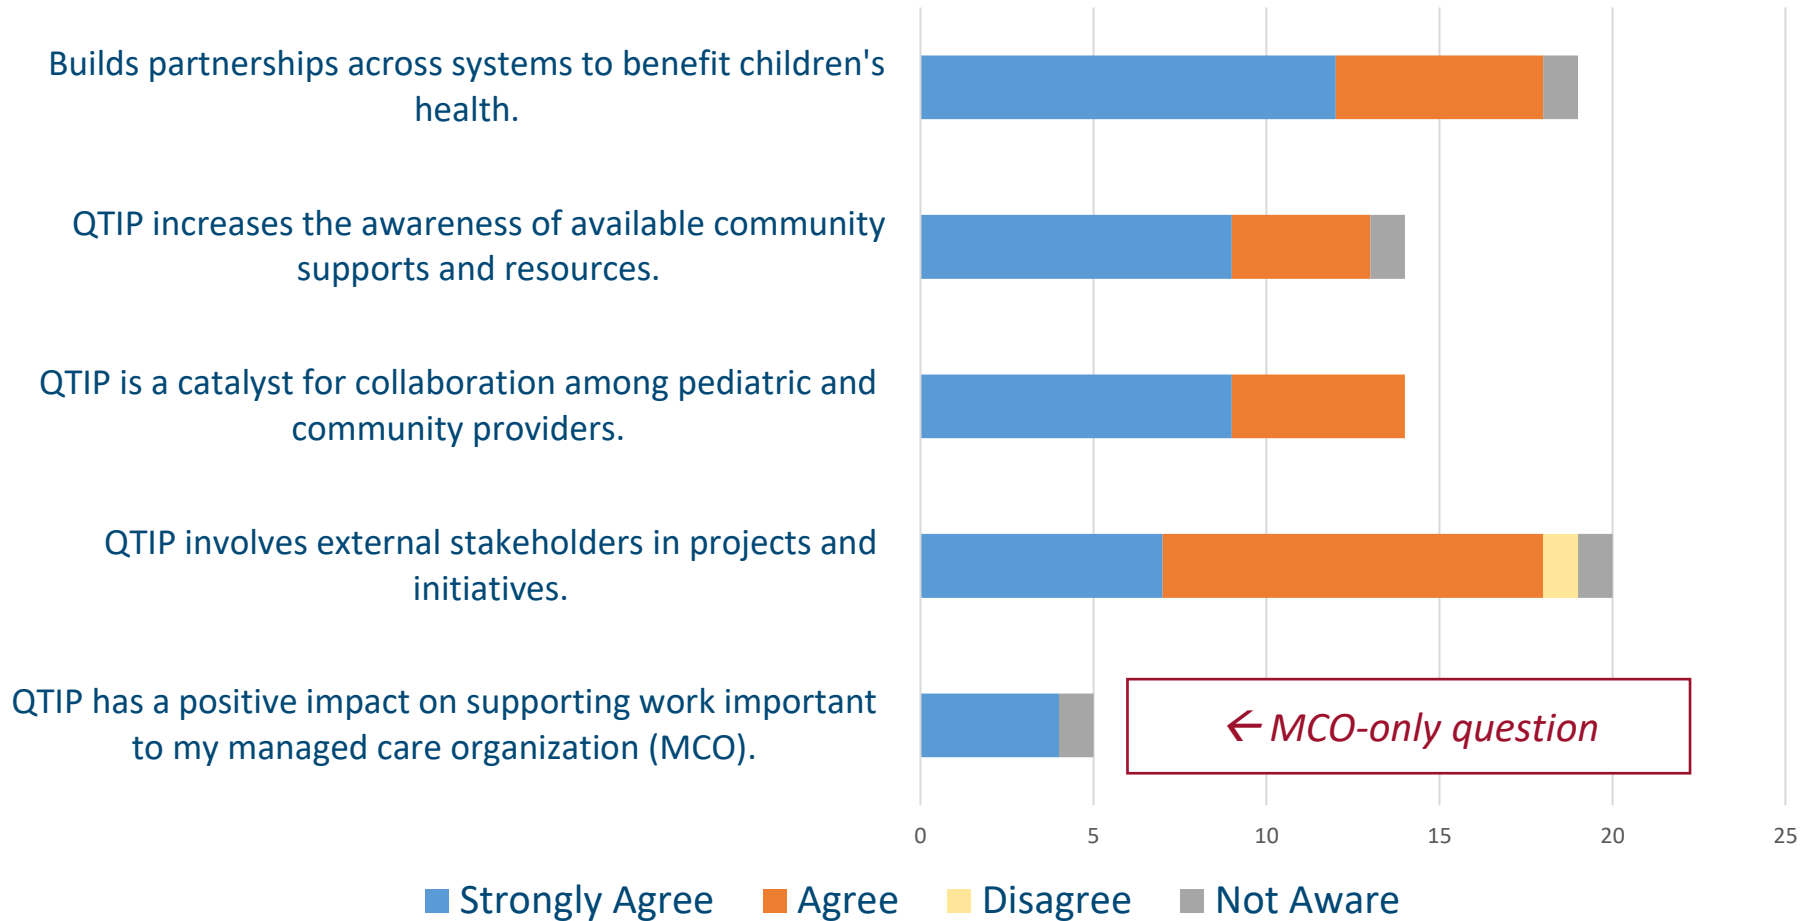 Builds partnerships across systems to benefit children's
health.
QTIP increases the awareness of available community
supports and resources.
QTIP is a catalyst for collaboration among pediatric and
community providers.
QTIP involves external stakeholders in projects and
initiatives.
QTIP has a positive impact on supporting work important
to my managed care organization (MCO).
← MCO-only question
0 5 10 15 20 25
Strongly Agree Agree Disagree Not Aware